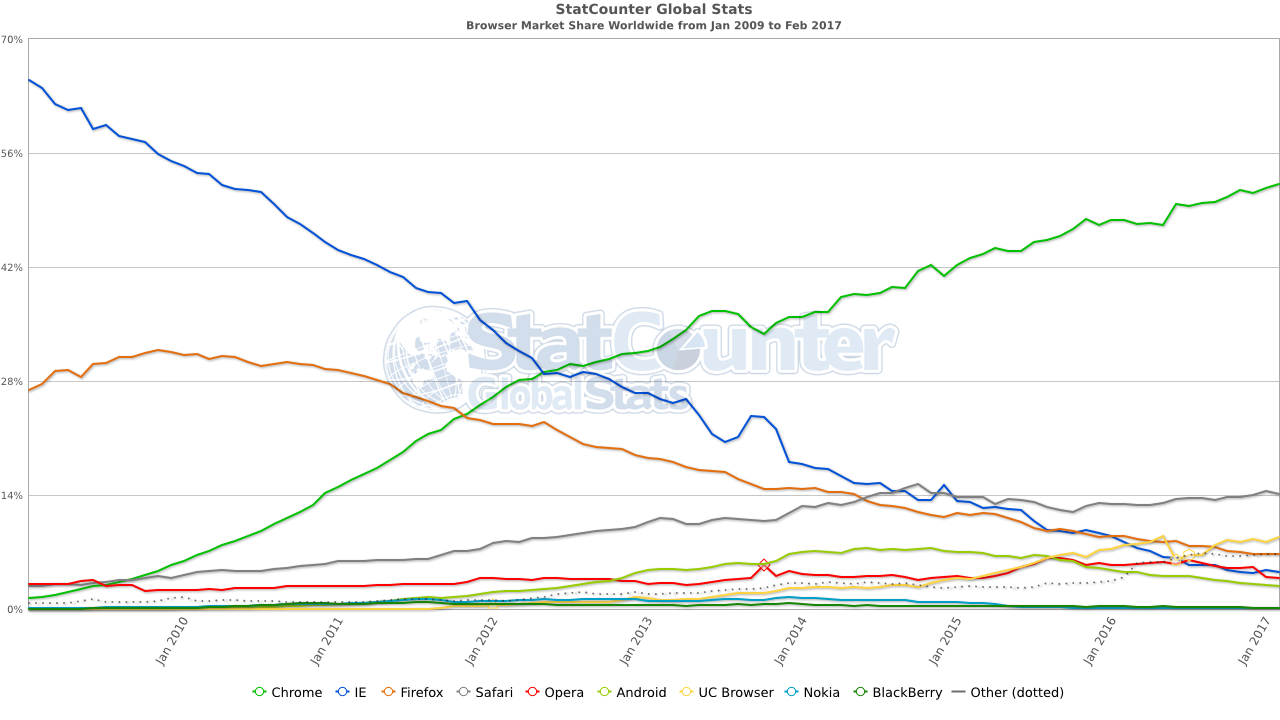 StatCounter Global Stats
Browser Market Share Worldwide from Jan 2009 to Feb 2017
70%
56%
42%
28%
14%
0%
StatCounter
GlobalStats
Jan 2010
Jan 2011
Jan 2012
Jan 2013
Jan 2014
Jan 2015
Jan 2016
Jan 2017
Chrome IE Firefox Safari Opera Android UC Browser Nokia BlackBerry Other (dotted)